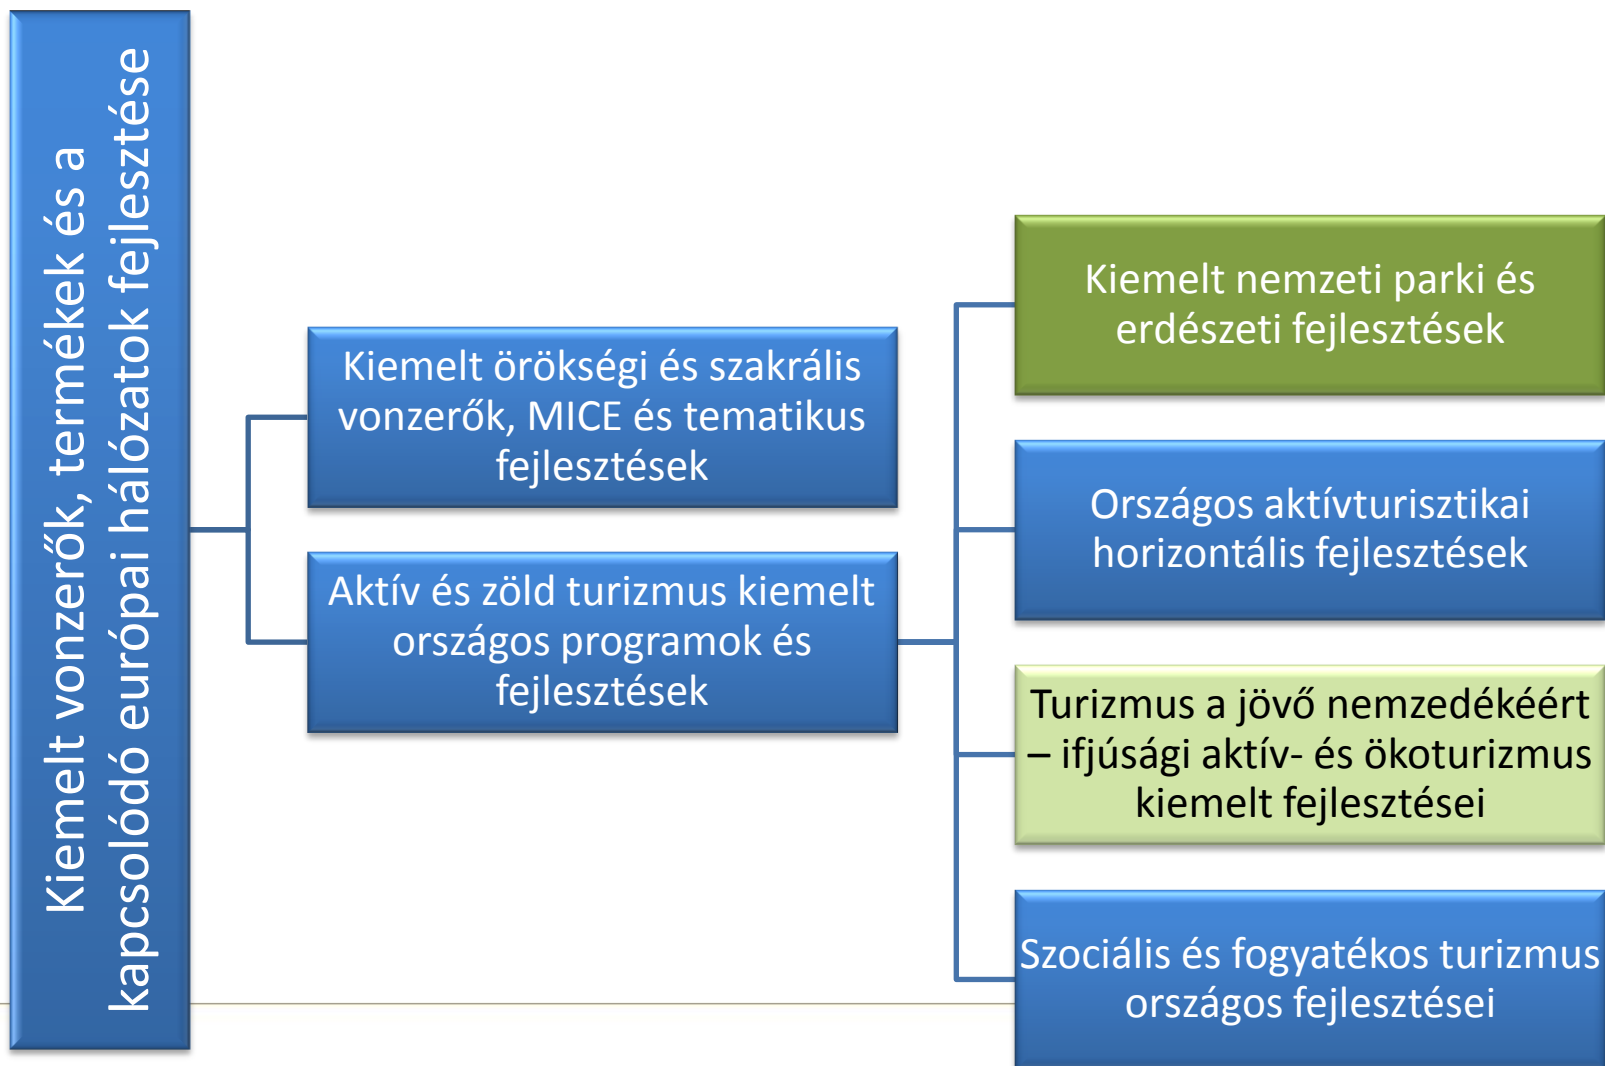 Kiemelt vonzerők, termékek és a
kapcsolódó európai hálózatok fejlesztése
Kiemelt örökségi és szakrális
vonzerők, MICE és tematikus
fejlesztések
Aktív és zöld turizmus kiemelt
országos programok és
fejlesztések
Kiemelt nemzeti parki és
erdészeti fejlesztések
Országos aktívturisztikai
horizontális fejlesztések
Turizmus a jövő nemzedékéért
– ifjúsági aktív- és ökoturizmus
kiemelt fejlesztései
Szociális és fogyatékos turizmus
országos fejlesztései